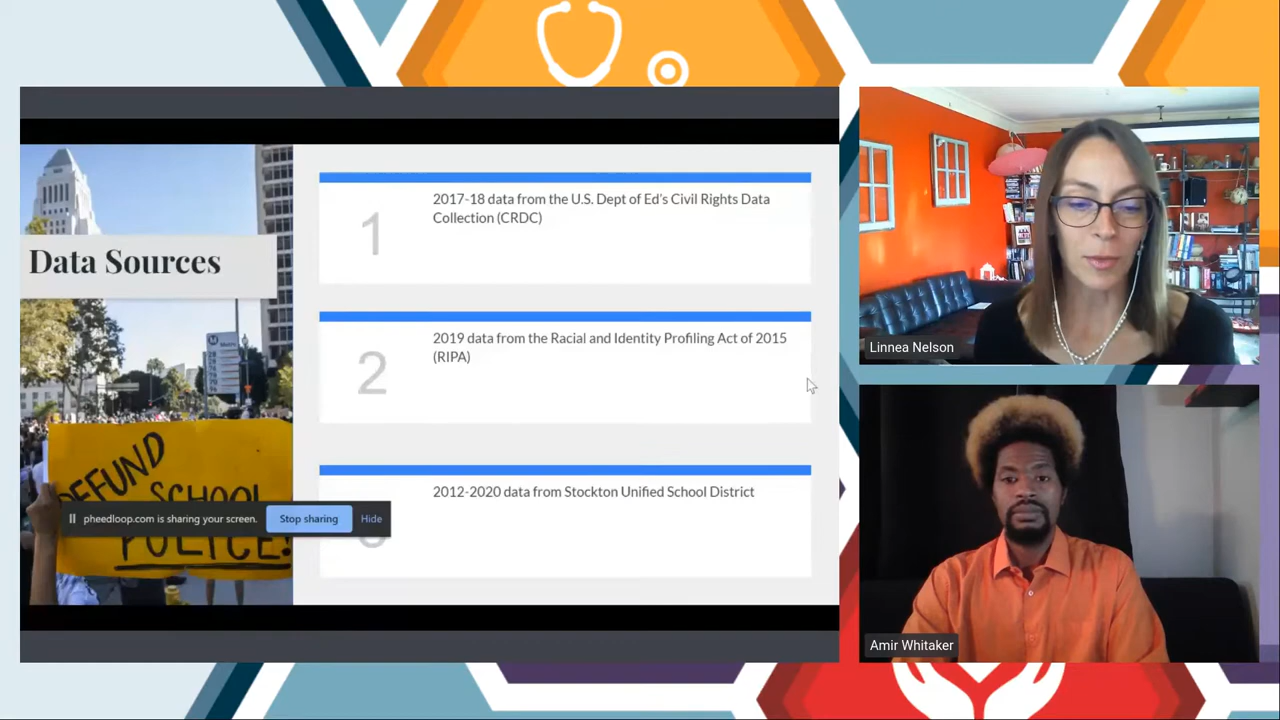 Data Sources
1
2017-18 data from the U.S. Dept of Ed's Civil Rights Data
Collection (CRDC)
2
2019 data from the Racial and Identity Profiling Act of 2015
(RIPA)
2012-2020 data from Stockton Unified School District
Metro
DEFUND
SCHOOL
POLICE!
pheedloop.com is sharing your screen.
Stop sharing
Hide
Linnea Nelson
Amir Whitaker